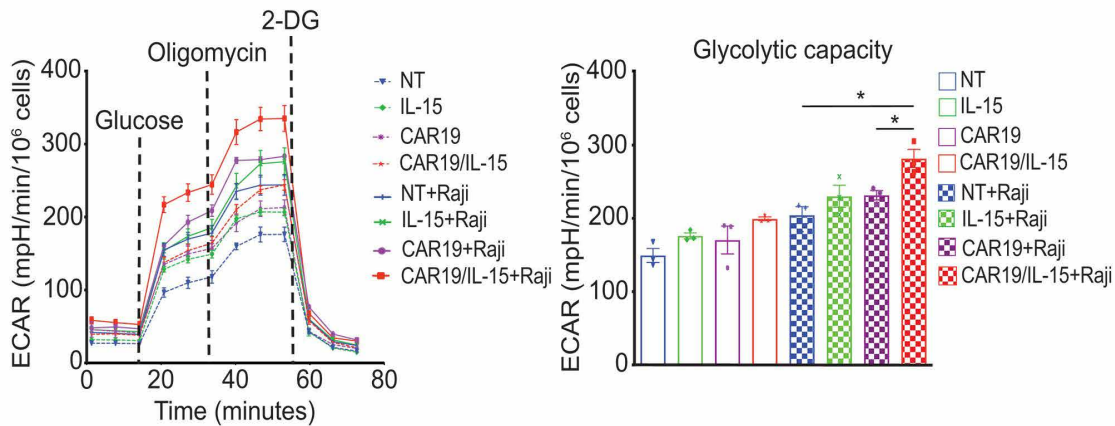 2-DG
Oligomycin
Glucose
ECAR (mpH/min/10⁶ cells)
400
300
200
100
0
0 20 40 60 80
Time (minutes)
NT
IL-15
CAR19
CAR19/IL-15
NT+Raji
IL-15+Raji
CAR19+Raji
CAR19/IL-15+Raji
Glycolytic capacity
ECAR (mpH/min/10⁶ cells)
400
300
200
100
0
*
*
NT
IL-15
CAR19
CAR19/IL-15
NT+Raji
IL-15+Raji
CAR19+Raji
CAR19/IL-15+Raji